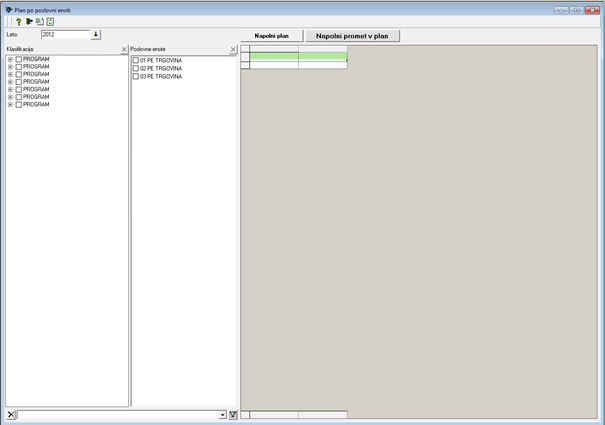 Plan po poslovni enoti
Leto: 2012
Napolni plan
Napolni promet v plan
Klasifikacija:
PROGRAM
PROGRAM
PROGRAM
PROGRAM
PROGRAM
PROGRAM
PROGRAM
Poslovne enote
01 PE TRGOVINA
02 PE TRGOVINA
03 PE TRGOVINA